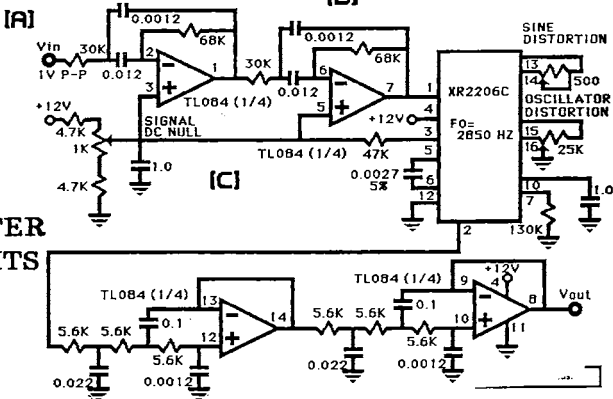 [A]
0.0012
68K
Vin
30K
1V P-P
0.012
2
3
1
TL084 (1/4)
30K
0.012
0.0012
68K
6
5
7
TL084 (1/4)
+12V
4.7K
1K
4.7K
SIGNAL
DC NULL
1.0
[C]
47K
+12V
0.0027
5%
1
4
3
5
6
12
XR2206C
FO=
2850 HZ
2
SINE
DISTORTION
13
14
500
OSCILLATOR
DISTORTION
15
16
25K
10
7
1.0
130K
TER
ITS
TL084 (1/4)
5.6K
5.6K
0.1
5.6K
0.022
0.0012
13
12
14
5.6K
5.6K
TL084 (1/4)
0.1
5.6K
0.022
0.0012
9
10
+12V
4
11
8
Vout